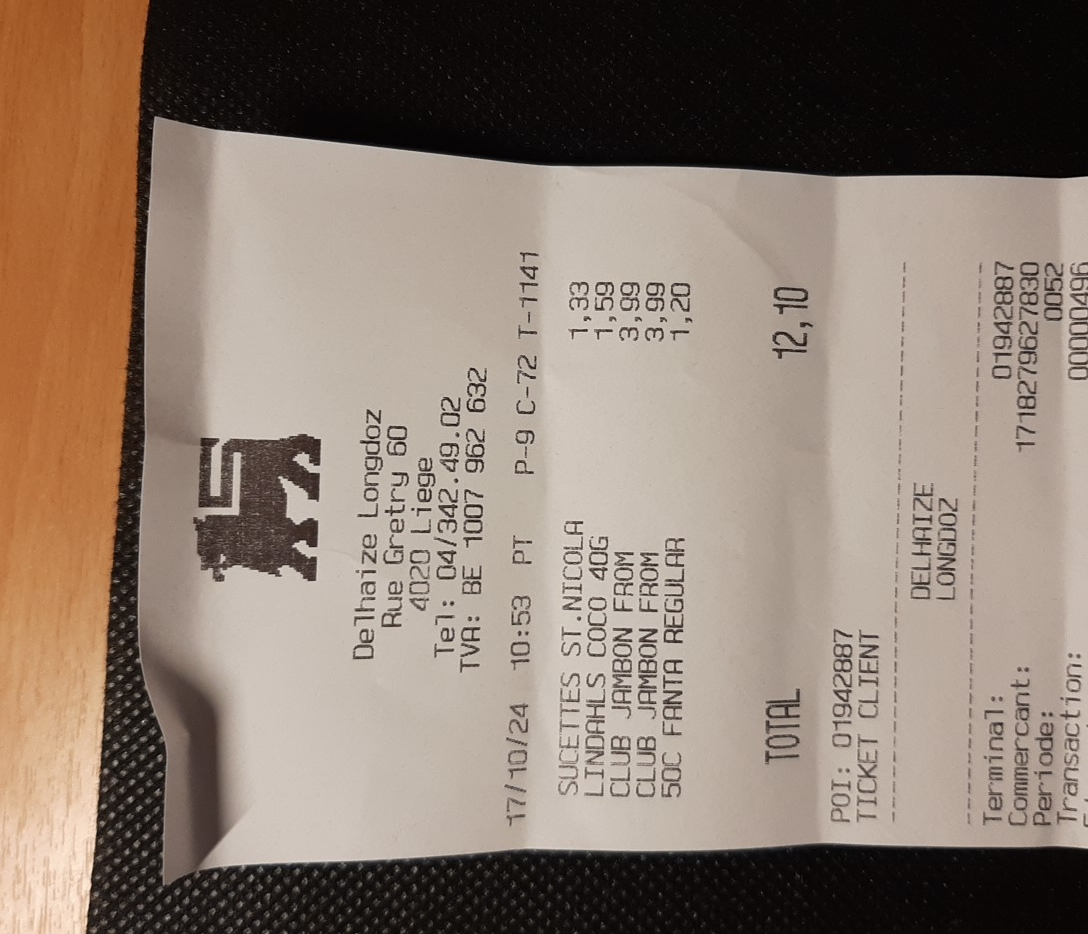 Delhaize Longdoz
Rue Gretry 60
4020 Liege
Tel: 04/342.49.02
TVA: BE 1007 962 632
17/10/24 10:53 PT P-9 C-72 T-1141
SUCETTES ST.NICOLA 1,33
LINDAHLS COCO 40G 1,59
CLUB JAMBON FROM 3,99
CLUB JAMBON FROM 3,99
50C FANTA REGULAR 1,20
TOTAL 12,10
POI: 01942887
TICKET CLIENT
DELHAIZE
LONGDOZ
Terminal: 01942887
Commercant: 1718279627830
Periode: 0052
Transaction: 00000496